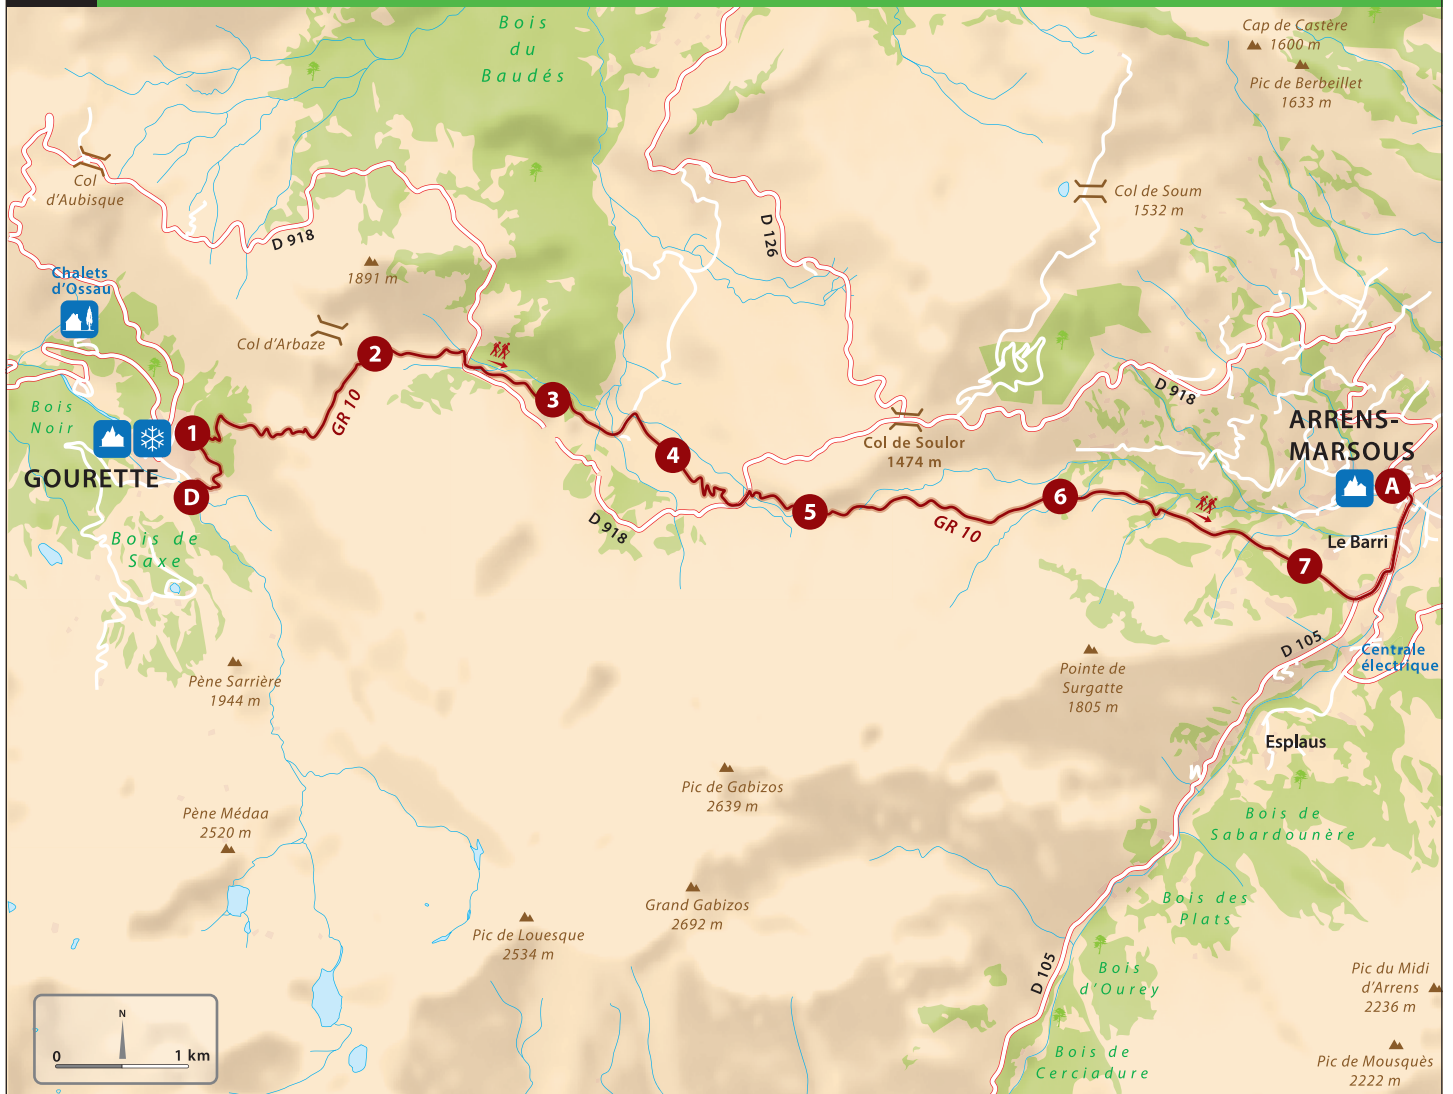 Bois
du
Baudés
Cap de Castère
1600 m
Pic de Berbeillet
1633 m
Col
d'Aubisque
Col de Soum
1532 m
D 126
D 918
1891 m
Chalets
d'Ossau
Col d'Arbaze
2
GR 10
3
Bois
Noir
1
GOURETTE
D
4
Col de Soulor
1474 m
D 918
ARRENS-
MARSOUS
A
5
GR 10
6
D 918
Le Barri
7
Bois de
Saxe
D 105
Centrale
électrique
Pène Sarrière
1944 m
Pointe de
Surgatte
1805 m
Esplaus
Pic de Gabizos
2639 m
Pène Médaa
2520 m
Bois de
Sabardounère
Grand Gabizos
2692 m
Bois des
Plats
Pic de Louesque
2534 m
D 105
Bois
d'Ourey
Pic du Midi
d'Arrens
2236 m
N
0 1 km
Bois de
Cerciadure
Pic de Mousquès
2222 m